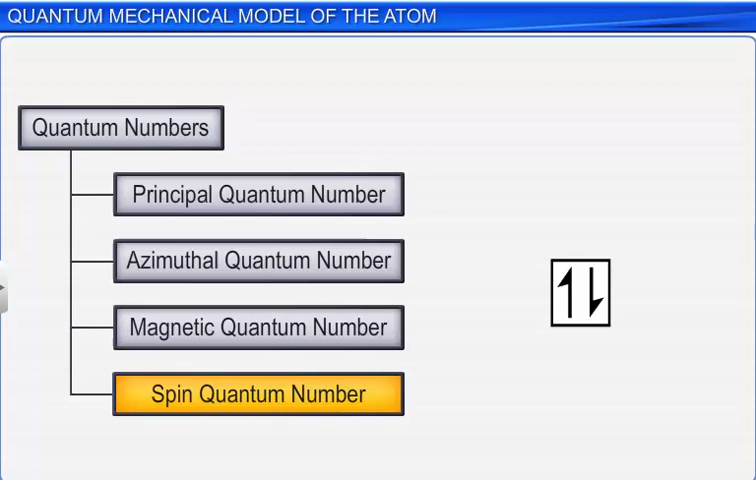 QUANTUM MECHANICAL MODEL OF THE ATOM
Quantum Numbers
Principal Quantum Number
Azimuthal Quantum Number
Magnetic Quantum Number
Spin Quantum Number